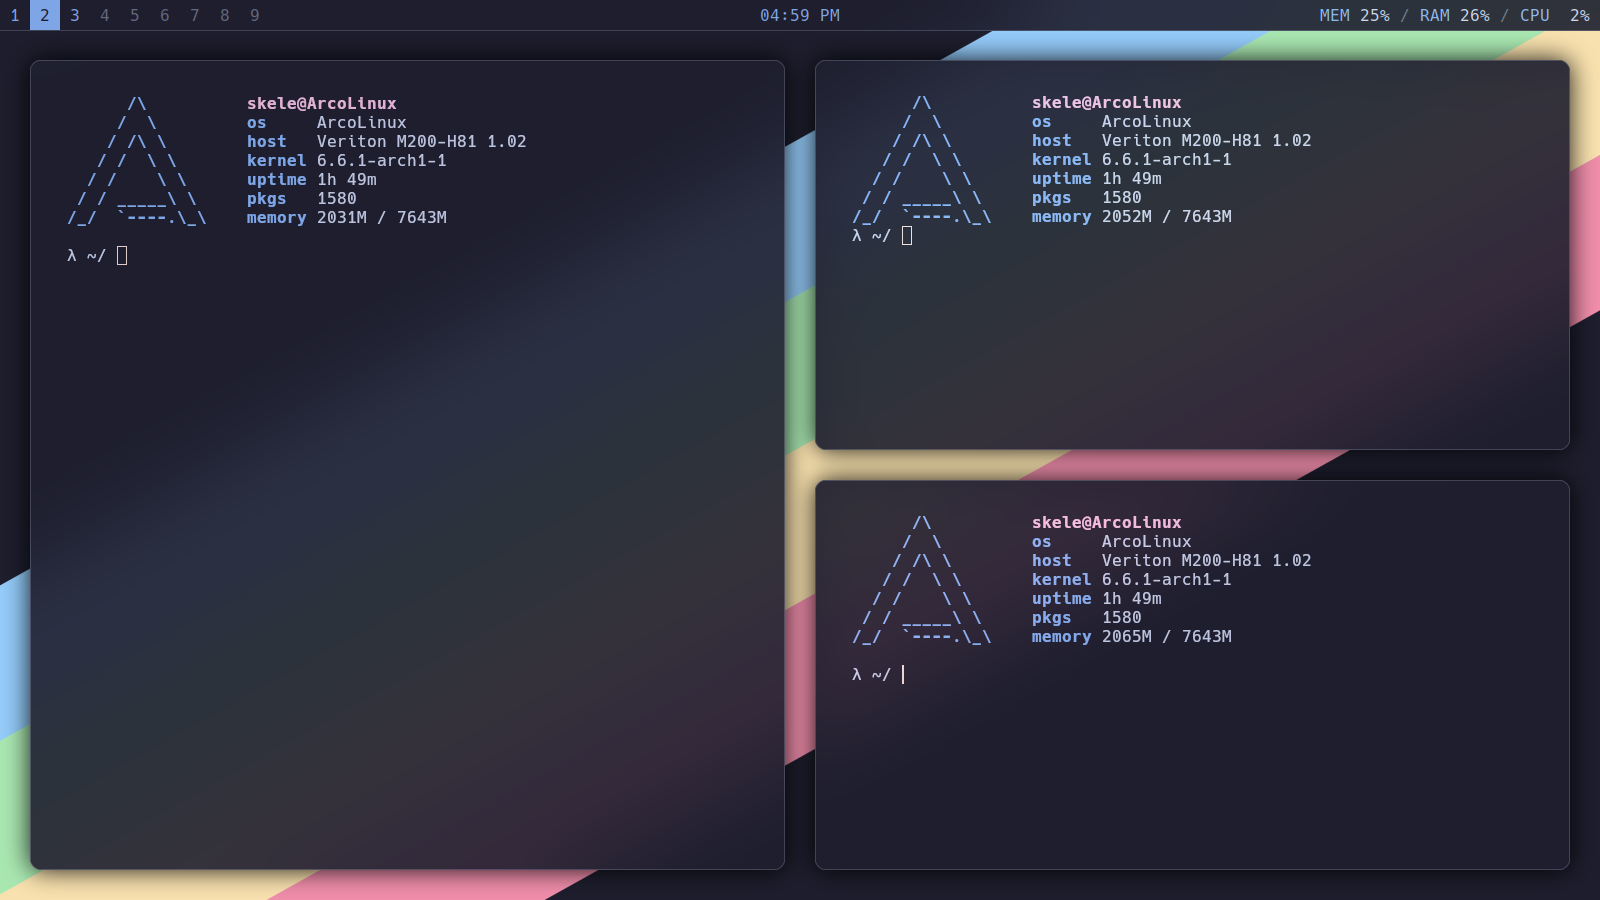 1 2 3 4 5 6 7 8 9 04:59 PM MEM 25% / RAM 26% / CPU 2%
skele@ArcoLinux
os ArcoLinux
host Veriton M200-H81 1.02
kernel 6.6.1-arch1-1
uptime 1h 49m
pkgs 1580
memory 2031M / 7643M
λ ~/
skele@ArcoLinux
os ArcoLinux
host Veriton M200-H81 1.02
kernel 6.6.1-arch1-1
uptime 1h 49m
pkgs 1580
memory 2052M / 7643M
λ ~/
skele@ArcoLinux
os ArcoLinux
host Veriton M200-H81 1.02
kernel 6.6.1-arch1-1
uptime 1h 49m
pkgs 1580
memory 2065M / 7643M
λ ~/